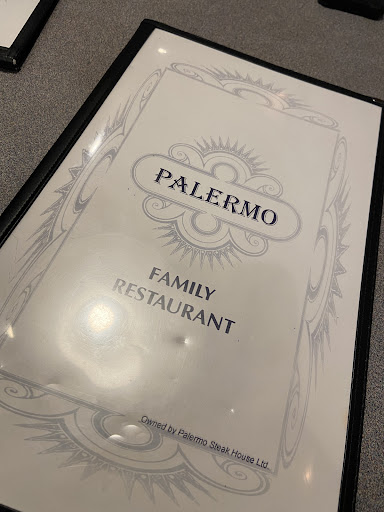 PALERMO
FAMILY
RESTAURANT
Owned by Palermo Steak House Ltd.